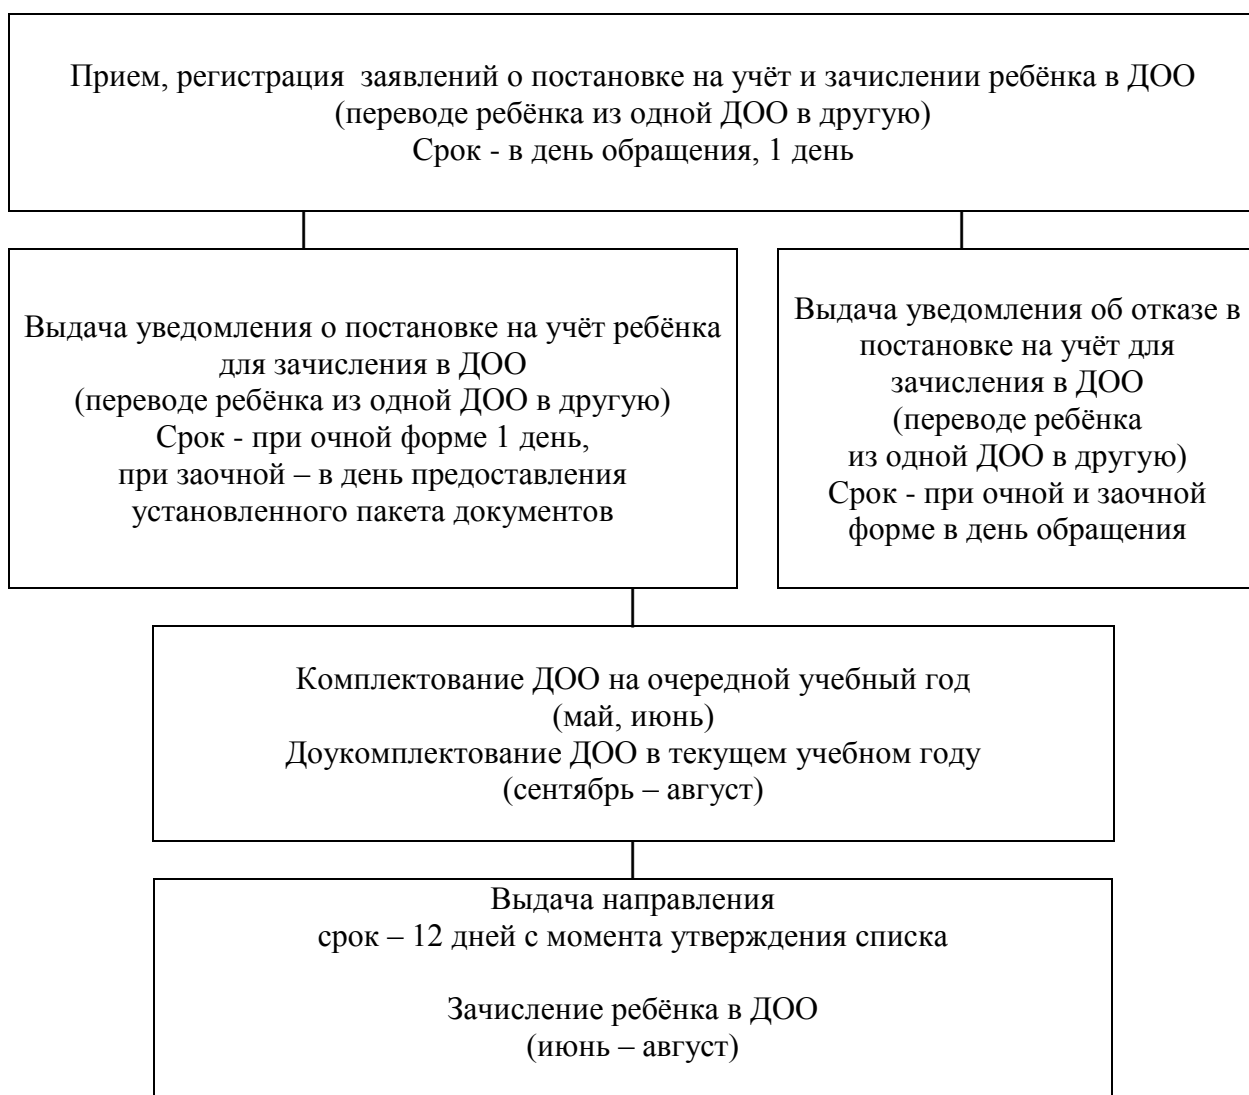 Прием, регистрация  заявлений о постановке на учёт и зачислении ребёнка в ДОО
(переводе ребёнка из одной ДОО в другую)
Срок - в день обращения, 1 день
Выдача уведомления о постановке на учёт ребёнка
для зачисления в ДОО
(переводе ребёнка из одной ДОО в другую)
Срок - при очной форме 1 день,
при заочной – в день предоставления
установленного пакета документов
Выдача уведомления об отказе в
постановке на учёт для
зачисления в ДОО
(переводе ребёнка
из одной ДОО в другую)
Срок - при очной и заочной
форме в день обращения
Комплектование ДОО на очередной учебный год
(май, июнь)
Доукомплектование ДОО в текущем учебном году
(сентябрь – август)
Выдача направления
срок – 12 дней с момента утверждения списка
Зачисление ребёнка в ДОО
(июнь – август)